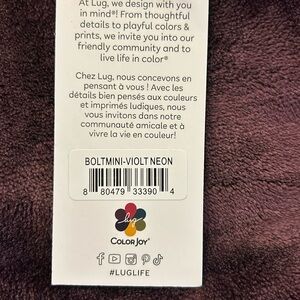 At Lug, we design with you
in mind®! From thoughtful
details to playful colors &
prints, we invite you into our
friendly community and to
live life in color®
Chez Lug, nous concevons en
pensant à vous ! Avec les
détails bien pensés aux couleurs
et imprimés ludiques, nous
vous invitons dans notre
communauté amicale et à
vivre la vie en couleur!
BOLTMINI-VIOLT NEON
8 80479 33390 4
lug
COLOR JOY®
#LUGLIFE